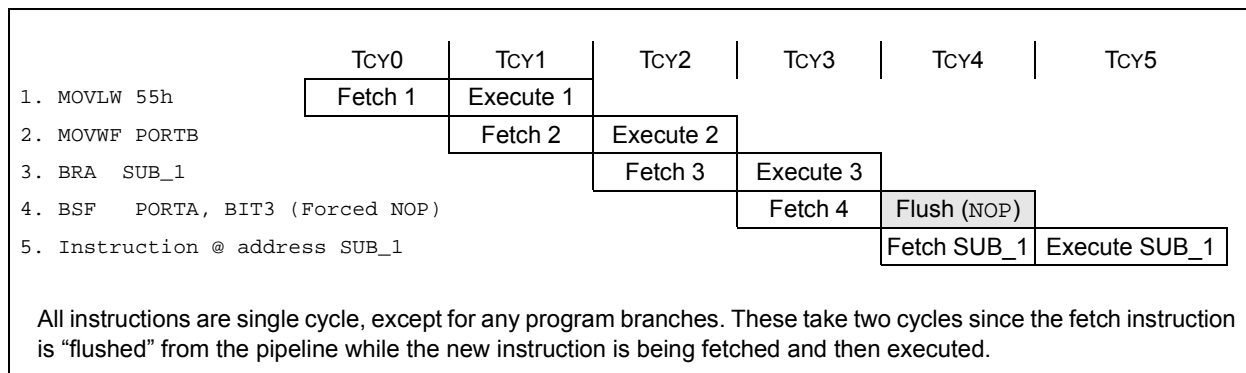 TCY0 TCY1 TCY2 TCY3 TCY4 TCY5
1. MOVLW 55h Fetch 1 Execute 1
2. MOVWF PORTB Fetch 2 Execute 2
3. BRA SUB_1 Fetch 3 Execute 3
4. BSF PORTA, BIT3 (Forced NOP) Fetch 4 Flush (NOP)
5. Instruction @ address SUB_1 Fetch SUB_1 Execute SUB_1
All instructions are single cycle, except for any program branches. These take two cycles since the fetch instruction
is “flushed” from the pipeline while the new instruction is being fetched and then executed.